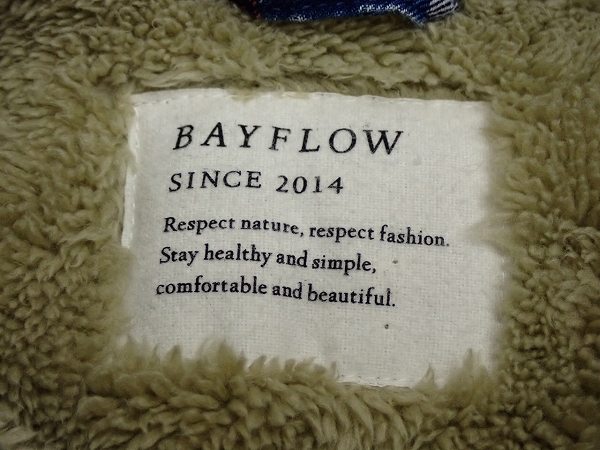 BAYFLOW
SINCE 2014
Respect nature, respect fashion.
Stay healthy and simple,
comfortable and beautiful.